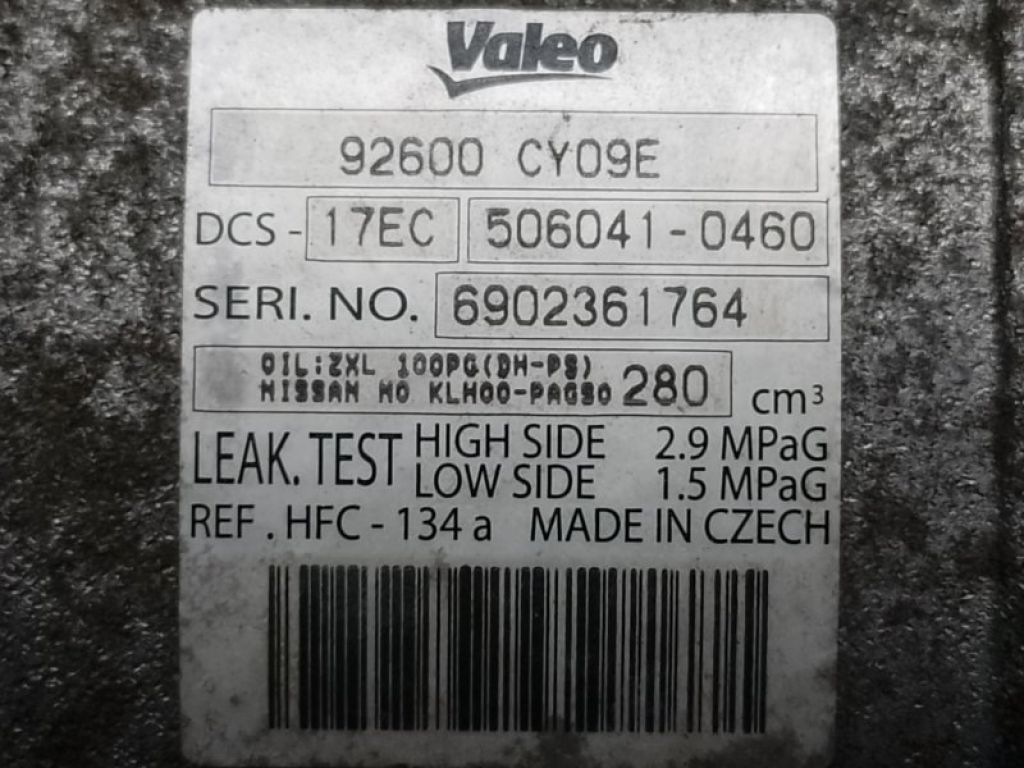 Valeo
92600 CY09E
DCS - 17EC 506041-0460
SERI. NO. 6902361764
OIL:ZXL 100PG(DH-PS)
NISSAN NO KLH00-PAGS0 280 cm³
LEAK. TEST HIGH SIDE 2.9 MPaG
LOW SIDE 1.5 MPaG
REF . HFC - 134 a MADE IN CZECH